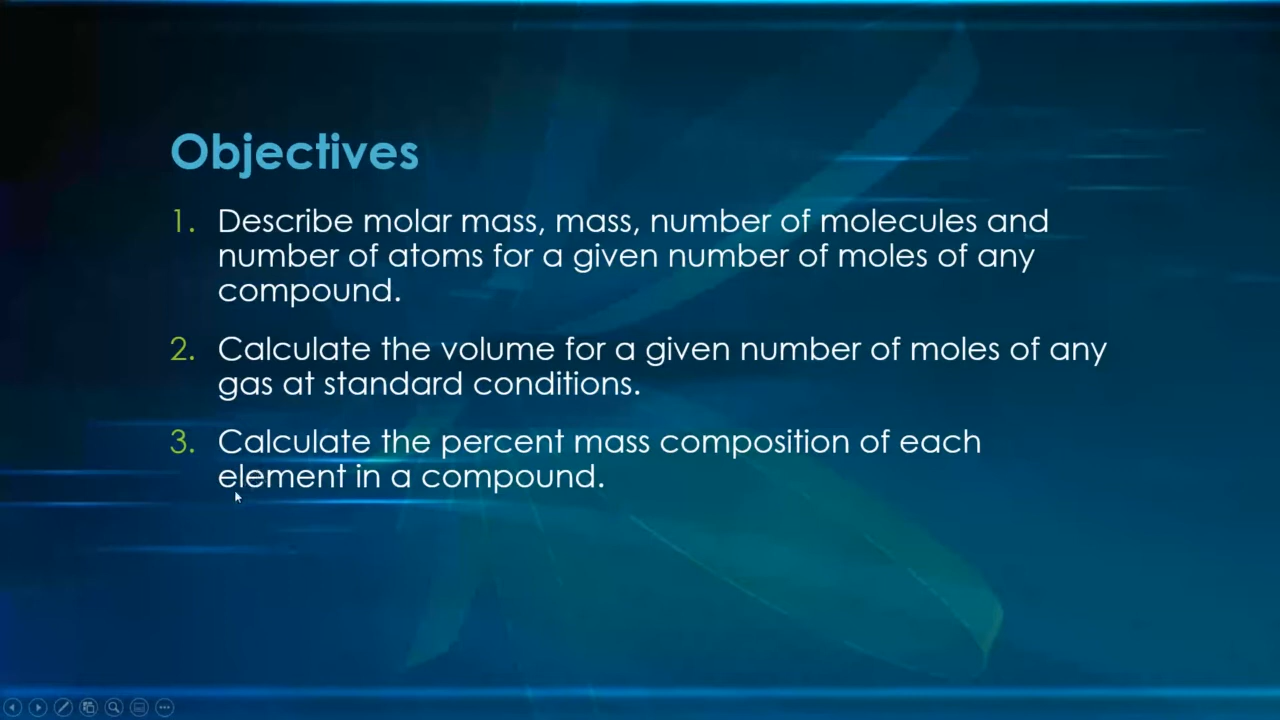 Objectives
1. Describe molar mass, mass, number of molecules and
number of atoms for a given number of moles of any
compound.
2. Calculate the volume for a given number of moles of any
gas at standard conditions.
3. Calculate the percent mass composition of each
element in a compound.